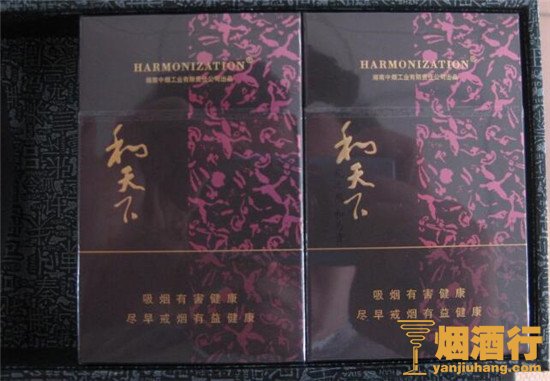 HARMONIZATION®
湖南中烟工业有限责任公司出品
和天下
吸烟有害健康
尽早戒烟有益健康
HARMONIZATION®
湖南中烟工业有限责任公司出品
和天下
吸烟有害健康
尽早戒烟有益健康
烟酒行
yanjiuhang.com